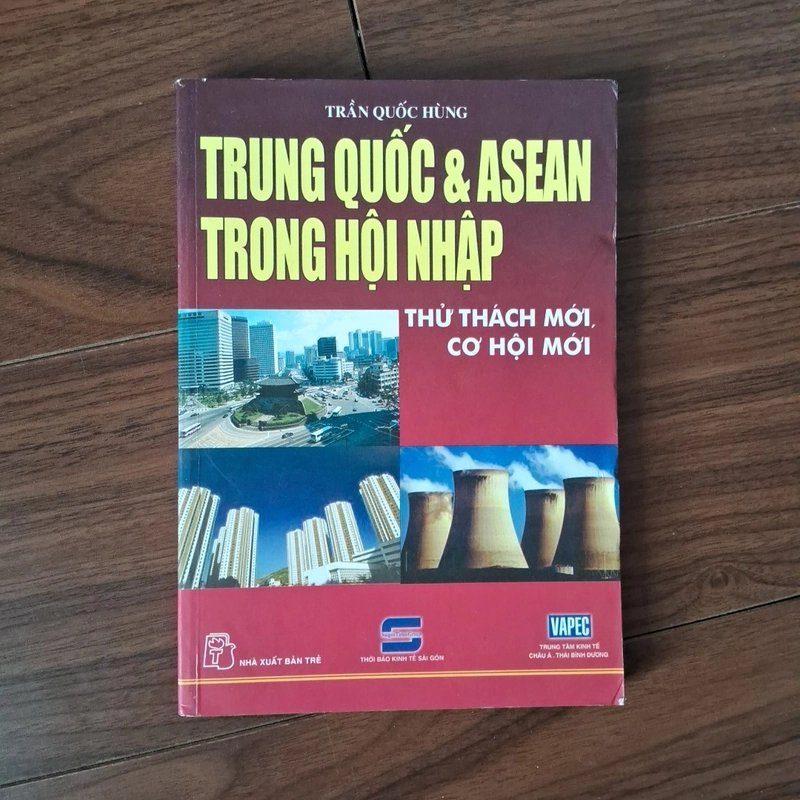 TRẦN QUỐC HÙNG
TRUNG QUỐC & ASEAN
TRONG HỘI NHẬP
THỬ THÁCH MỚI,
CƠ HỘI MỚI
NHÀ XUẤT BẢN TRẺ
THỜI BÁO KINH TẾ SÀI GÒN
VAPEC
TRUNG TÂM KINH TẾ
CHÂU Á . THÁI BÌNH DƯƠNG